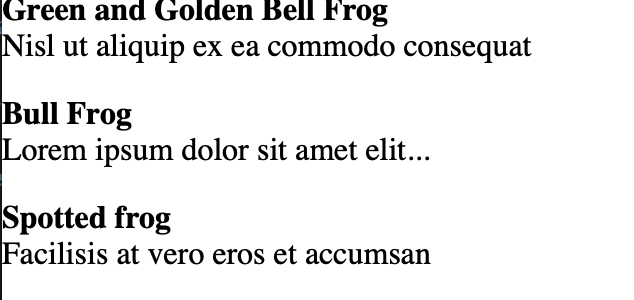 Green and Golden Bell Frog
Nisl ut aliquip ex ea commodo consequat
Bull Frog
Lorem ipsum dolor sit amet elit...
Spotted frog
Facilisis at vero eros et accumsan